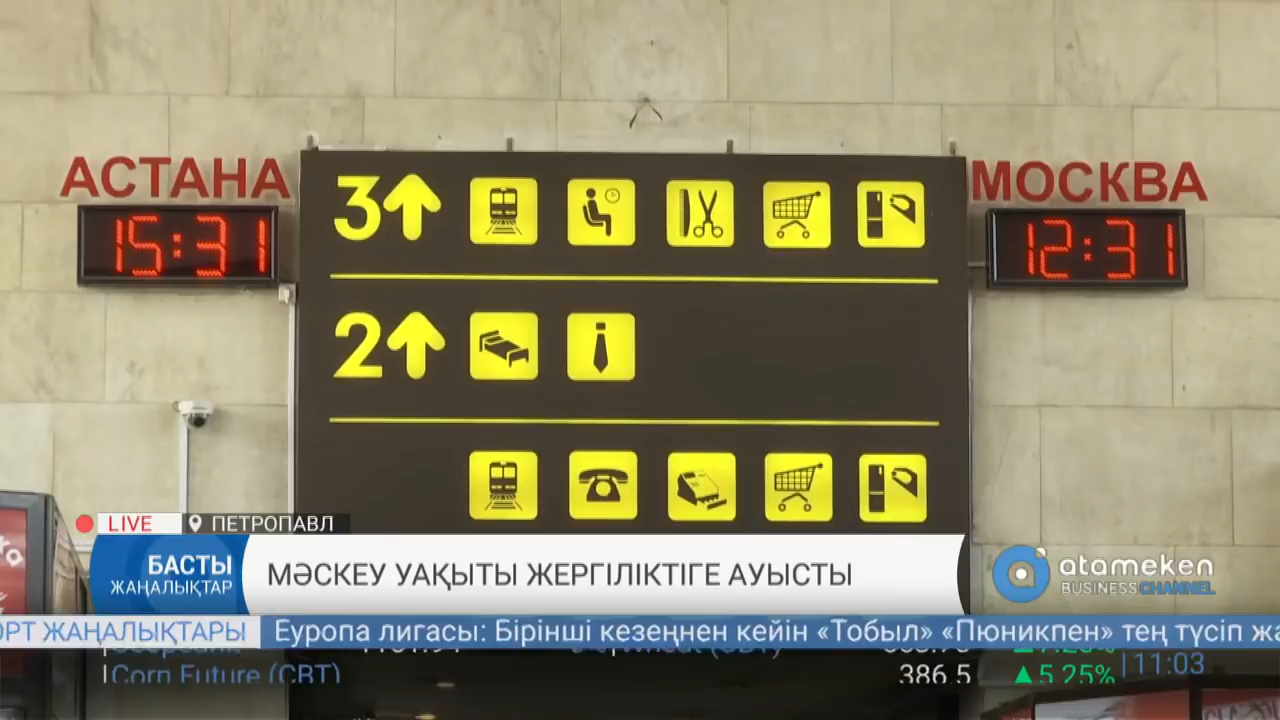 АСТАНА
МОСКВА
15:31
12:31
3
2
LIVE
ПЕТРОПАВЛ
БАСТЫ
ЖАҢАЛЫҚТАР
МӘСКЕУ УАҚЫТЫ ЖЕРГІЛІКТІГЕ АУЫСТЫ
atameken
BUSINESS CHANNEL
ОРТ ЖАҢАЛЫҚТАРЫ
Еуропа лигасы: Бірінші кезеңнен кейін «Тобыл» «Пюникпен» тең түсіп жа
Corn Future (CBT)
386.5
5.25%
11:03